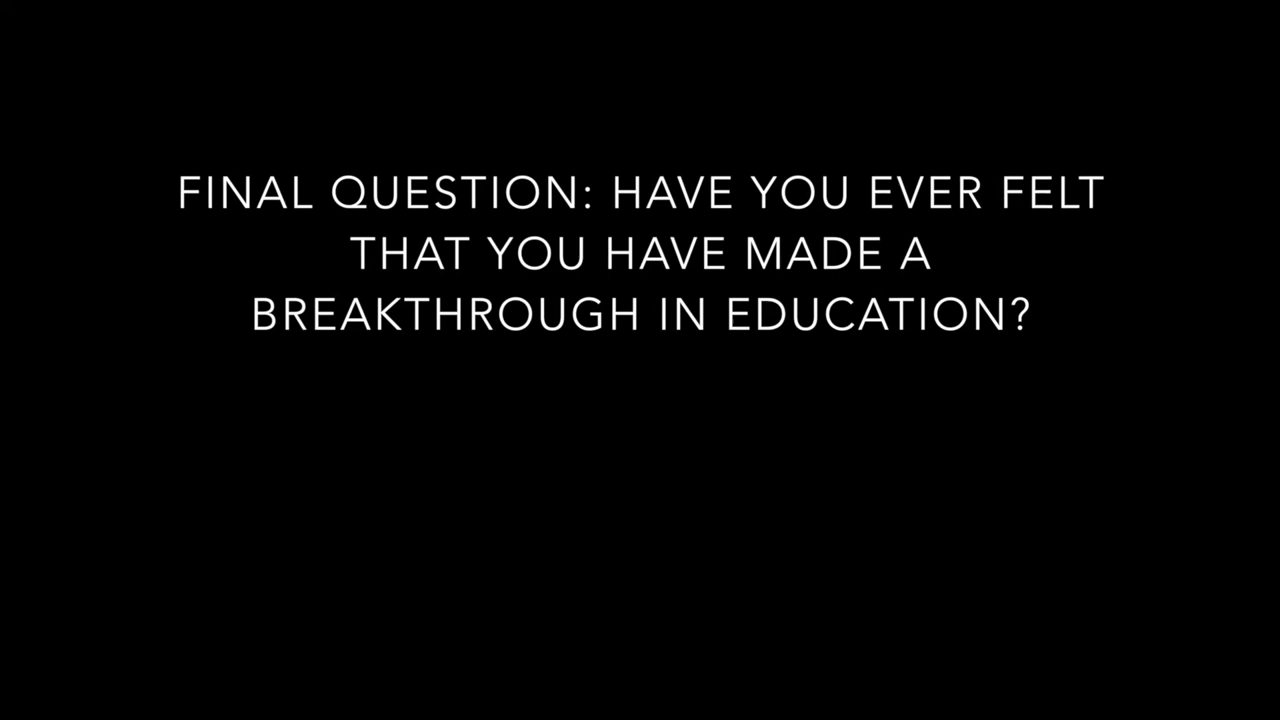 FINAL QUESTION: HAVE YOU EVER FELT
THAT YOU HAVE MADE A
BREAKTHROUGH IN EDUCATION?